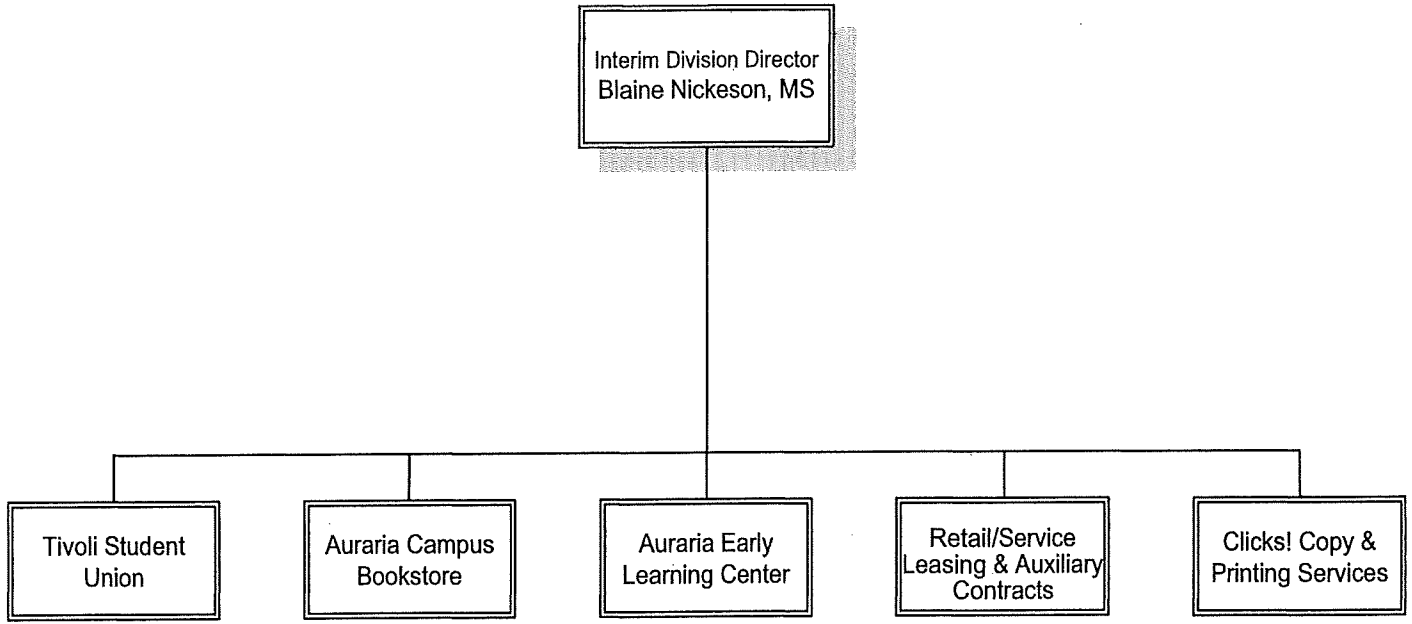 Interim Division Director
Blaine Nickeson, MS
Tivoli Student
Union
Auraria Campus
Bookstore
Auraria Early
Learning Center
Retail/Service
Leasing & Auxiliary
Contracts
Clicks! Copy &
Printing Services